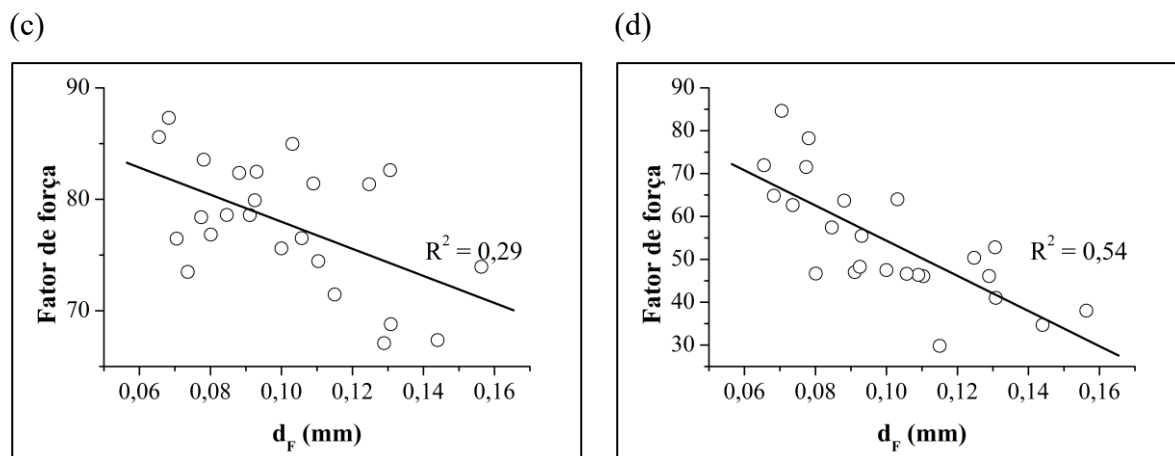 (c)
(d)
90
80
70
Fator de força
R² = 0,29
0,06 0,08 0,10 0,12 0,14 0,16
d_F (mm)
90
80
70
60
50
40
30
Fator de força
R² = 0,54
0,06 0,08 0,10 0,12 0,14 0,16
d_F (mm)